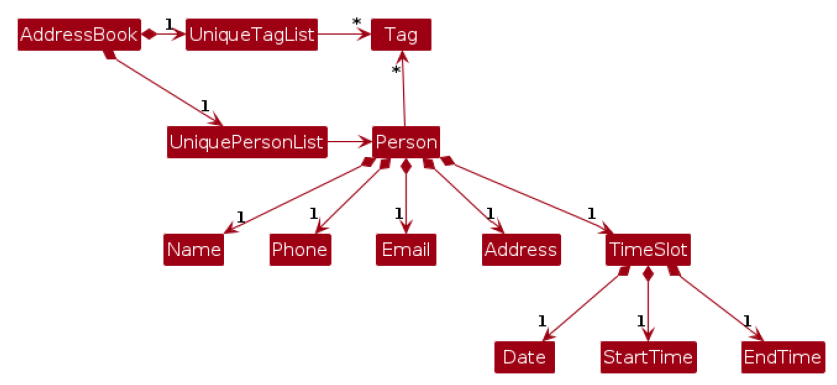 AddressBook 1 UniqueTagList * Tag
*
1
UniquePersonList Person
1 1 1 1 1
Name Phone Email Address TimeSlot
1 1 1
Date StartTime EndTime